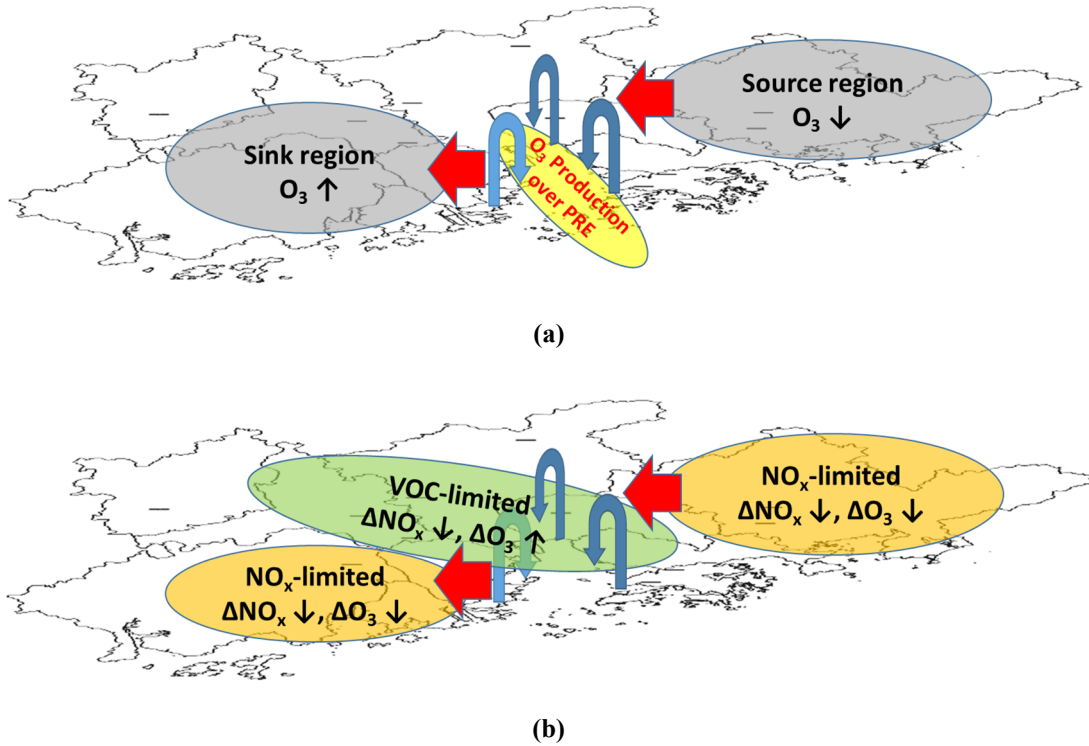 Source region
O₃ ↓
Sink region
O₃ ↑
O₃ Production
over PRE
(a)
VOC-limited
ΔNOₓ ↓, ΔO₃ ↑
NOₓ-limited
ΔNOₓ ↓, ΔO₃ ↓
NOₓ-limited
ΔNOₓ ↓, ΔO₃ ↓
(b)